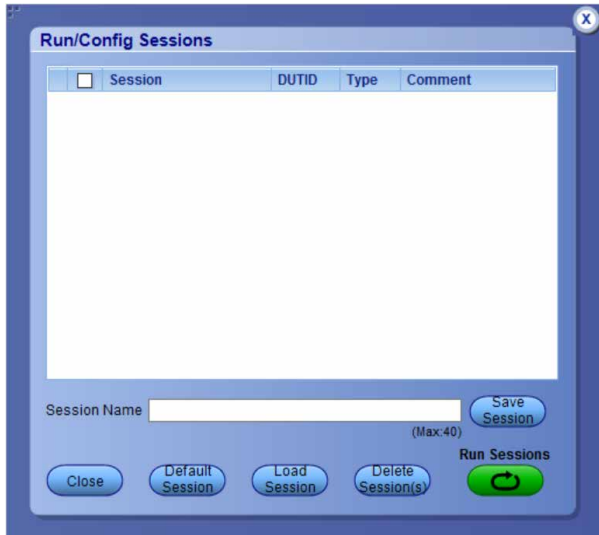 X
Run/Config Sessions
Session DUTID Type Comment
Session Name
Save
Session
(Max:40)
Run Sessions
Close
Default
Session
Load
Session
Delete
Session(s)